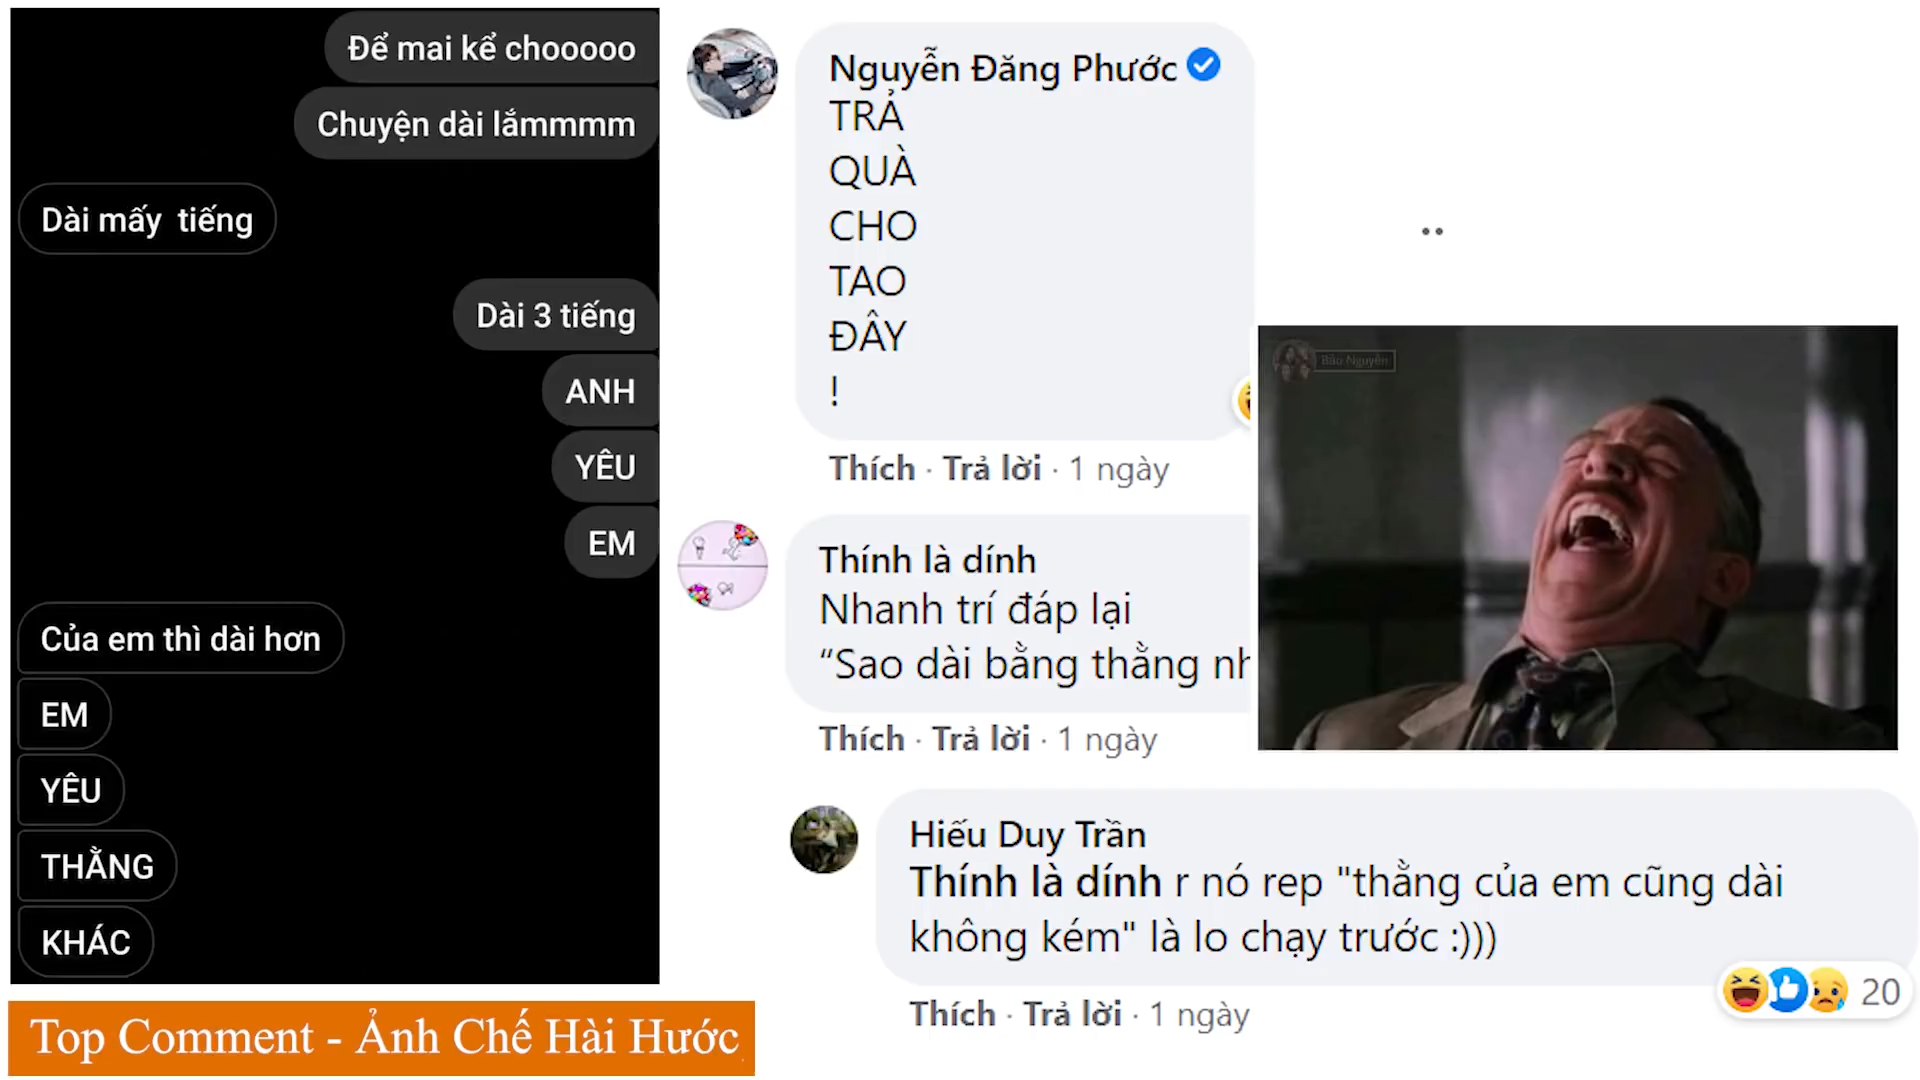 Để mai kể chooooo
Chuyện dài lắmmmm
Dài mấy tiếng
Dài 3 tiếng
ANH
YÊU
EM
Của em thì dài hơn
EM
YÊU
THẰNG
KHÁC
Top Comment - Ảnh Chế Hài Hước
Nguyễn Đăng Phước
TRẢ
QUÀ
CHO
TAO
ĐÂY
!
Thích · Trả lời · 1 ngày
Thính là dính
Nhanh trí đáp lại
“Sao dài bằng thằng nh
Thích · Trả lời · 1 ngày
Bảo Nguyên
Hiếu Duy Trần
Thính là dính r nó rep "thằng của em cũng dài
không kém" là lo chạy trước :)))
20
Thích · Trả lời · 1 ngày